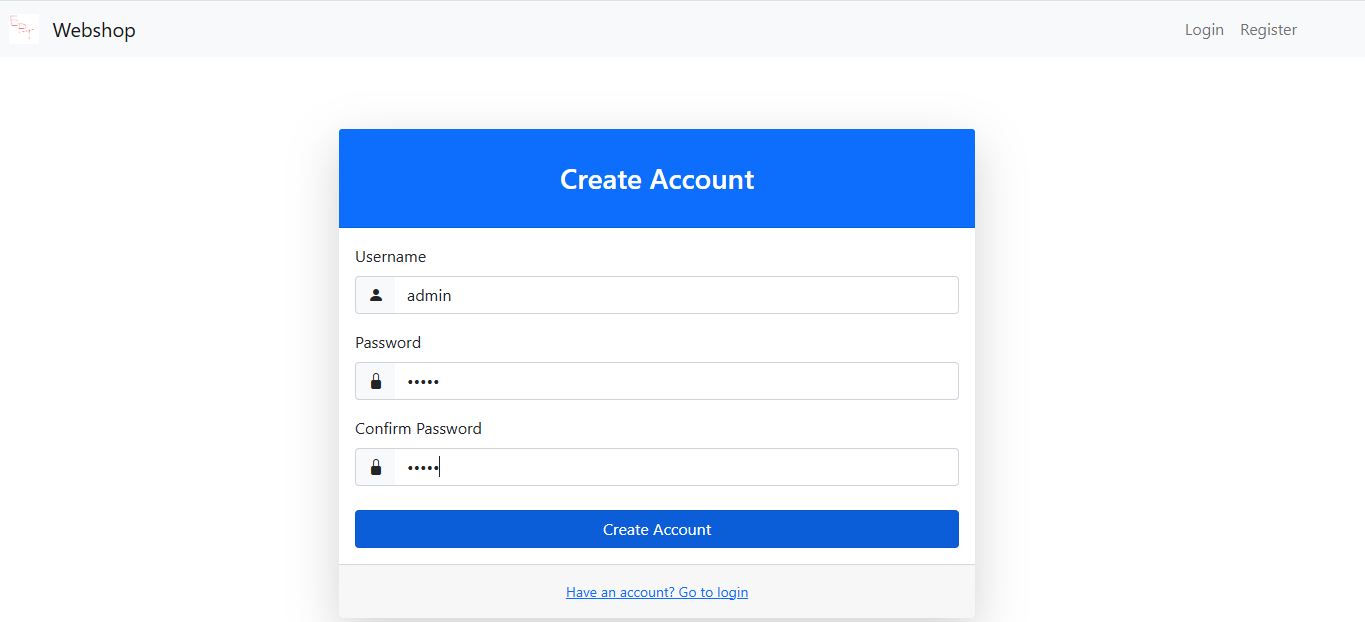 Webshop
Login Register
Create Account
Username
admin
Password
•••••
Confirm Password
•••••
Create Account
Have an account? Go to login